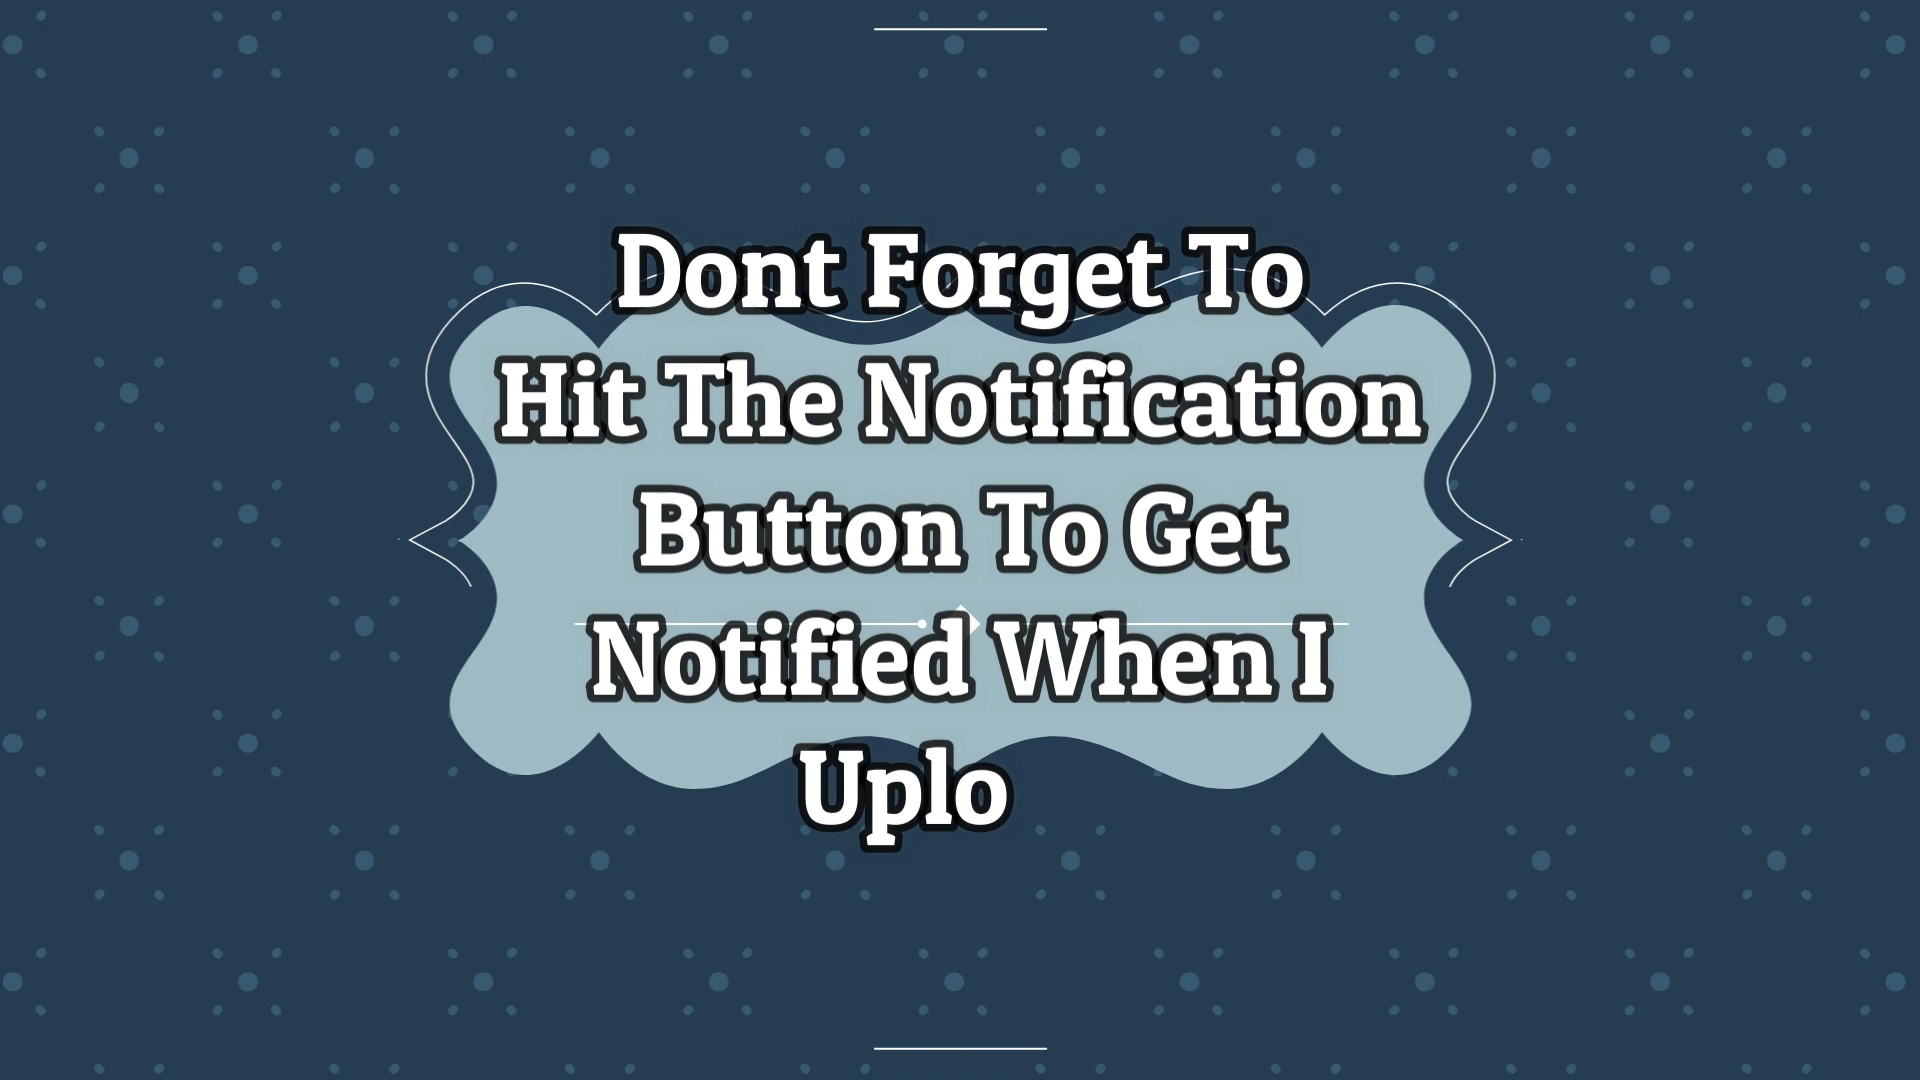 Dont Forget To
Hit The Notification
Button To Get
Notified When I
Uplo